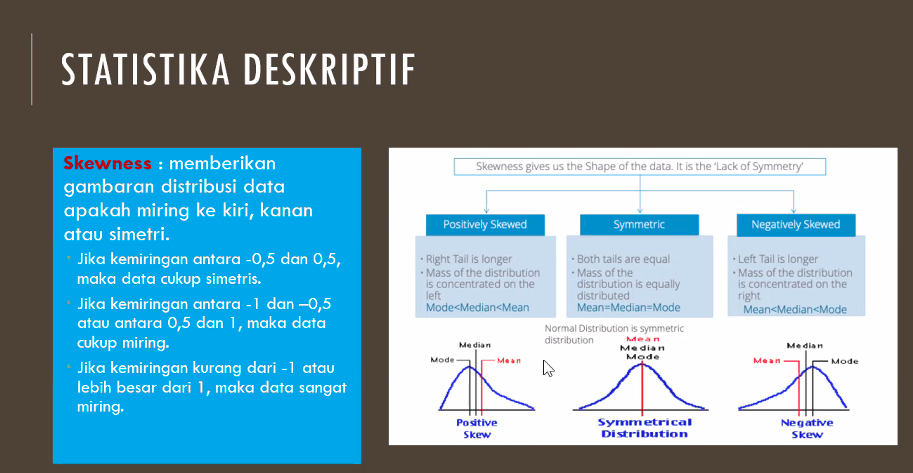 STATISTIKA DESKRIPTIF
Skewness : memberikan
gambaran distribusi data
apakah miring ke kiri, kanan
atau simetri.
Jika kemiringan antara -0,5 dan 0,5,
maka data cukup simetris.
Jika kemiringan antara -1 dan –0,5
atau antara 0,5 dan 1, maka data
cukup miring.
Jika kemiringan kurang dari -1 atau
lebih besar dari 1, maka data sangat
miring.
Skewness gives us the Shape of the data. It is the ‘Lack of Symmetry’
Positively Skewed
• Right Tail is longer
• Mass of the distribution
is concentrated on the
left
Mode<Median<Mean
Symmetric
• Both tails are equal
• Mass of the
distribution is equally
distributed
Mean=Median=Mode
Negatively Skewed
• Left Tail is longer
• Mass of the distribution
is concentrated on the
right
Mean<Median<Mode
Normal Distribution is symmetric
distribution
Median
Mode
Mean
Positive
Skew
Mean
Median
Mode
Symmetrical
Distribution
Median
Mean
Mode
Negative
Skew